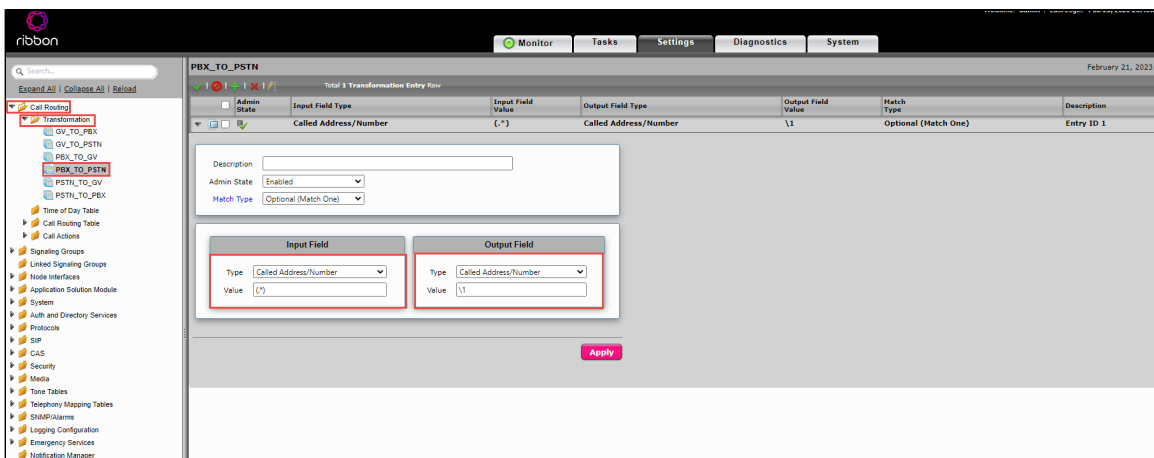 ribbon
Monitor Tasks Settings Diagnostics System
Search...
Expand All | Collapse All | Reload
Call Routing
Transformation
GV_TO_PBX
GV_TO_PSTN
PBX_TO_GV
PBX_TO_PSTN
PSTN_TO_GV
PSTN_TO_PBX
Time of Day Table
Call Routing Table
Call Actions
Signaling Groups
Linked Signaling Groups
Node Interfaces
Application Solution Module
System
Auth and Directory Services
Protocols
SIP
CAS
Security
Media
Tone Tables
Telephony Mapping Tables
SNMP/Alarms
Logging Configuration
Emergency Services
Notification Manager
PBX_TO_PSTN February 21, 2023
Total 1 Transformation Entry Row
Admin State Input Field Type Input Field Value Output Field Type Output Field Value Match Type Description
Called Address/Number (.*) Called Address/Number \1 Optional (Match One) Entry ID 1
Description
Admin State Enabled
Match Type Optional (Match One)
Input Field Output Field
Type Called Address/Number Type Called Address/Number
Value (.*) Value \1
Apply